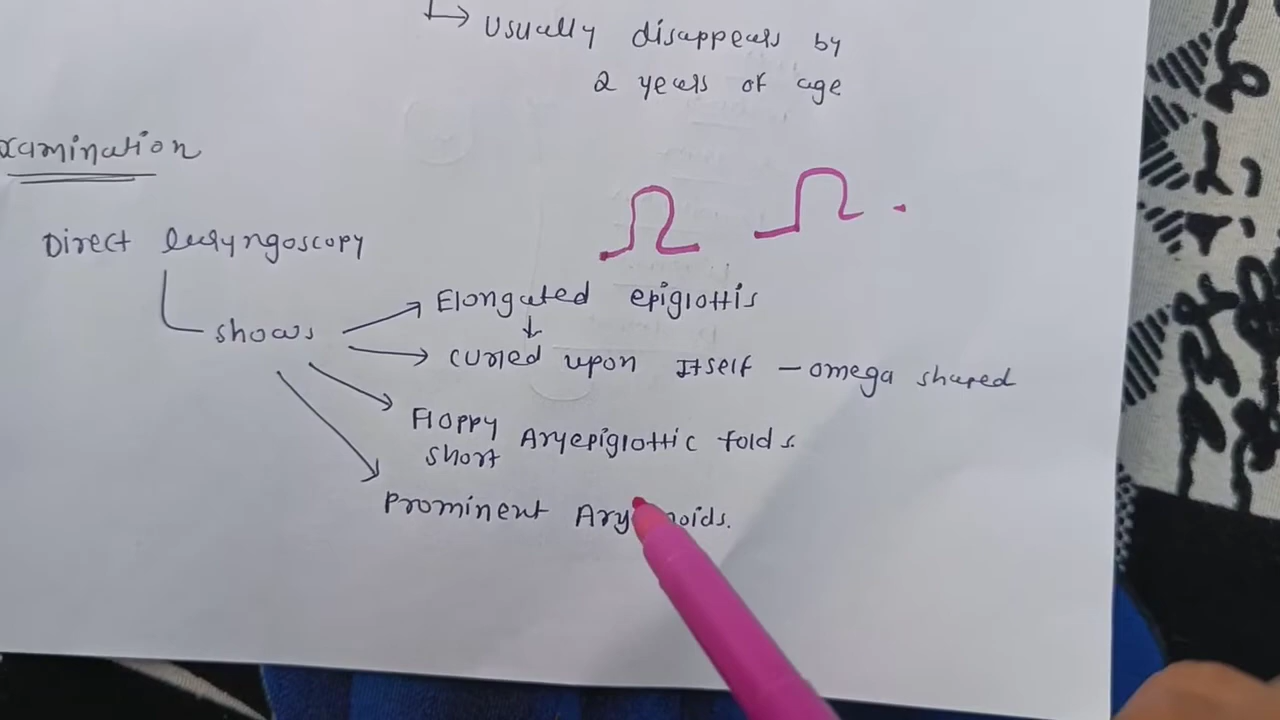 ↳ Usually disappears by
2 years of age
xamination
Direct laryngoscopy
shows
Elongated epiglottis
curled upon Itself - omega shaped
Floppy
short Aryepiglottic folds.
Prominent Ary noids.